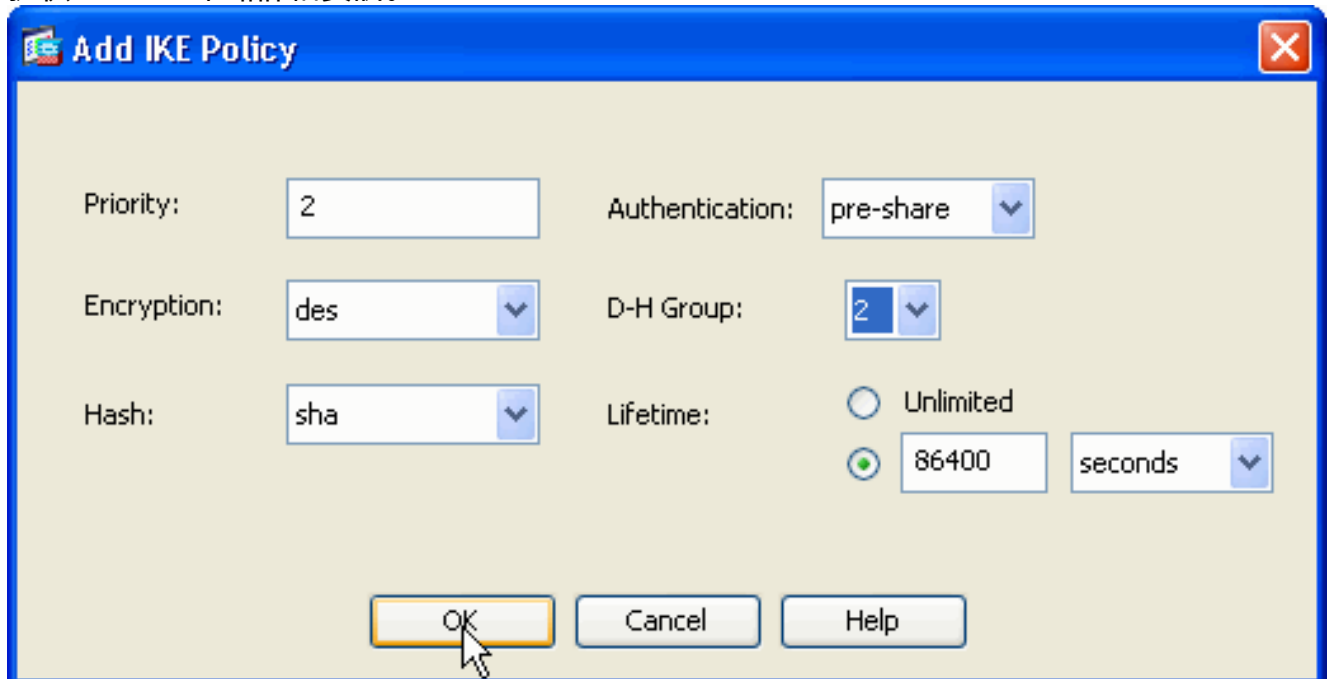 Add IKE Policy
Priority: 2
Authentication: pre-share
Encryption: des
D-H Group: 2
Hash: sha
Lifetime: Unlimited
86400 seconds
OK Cancel Help